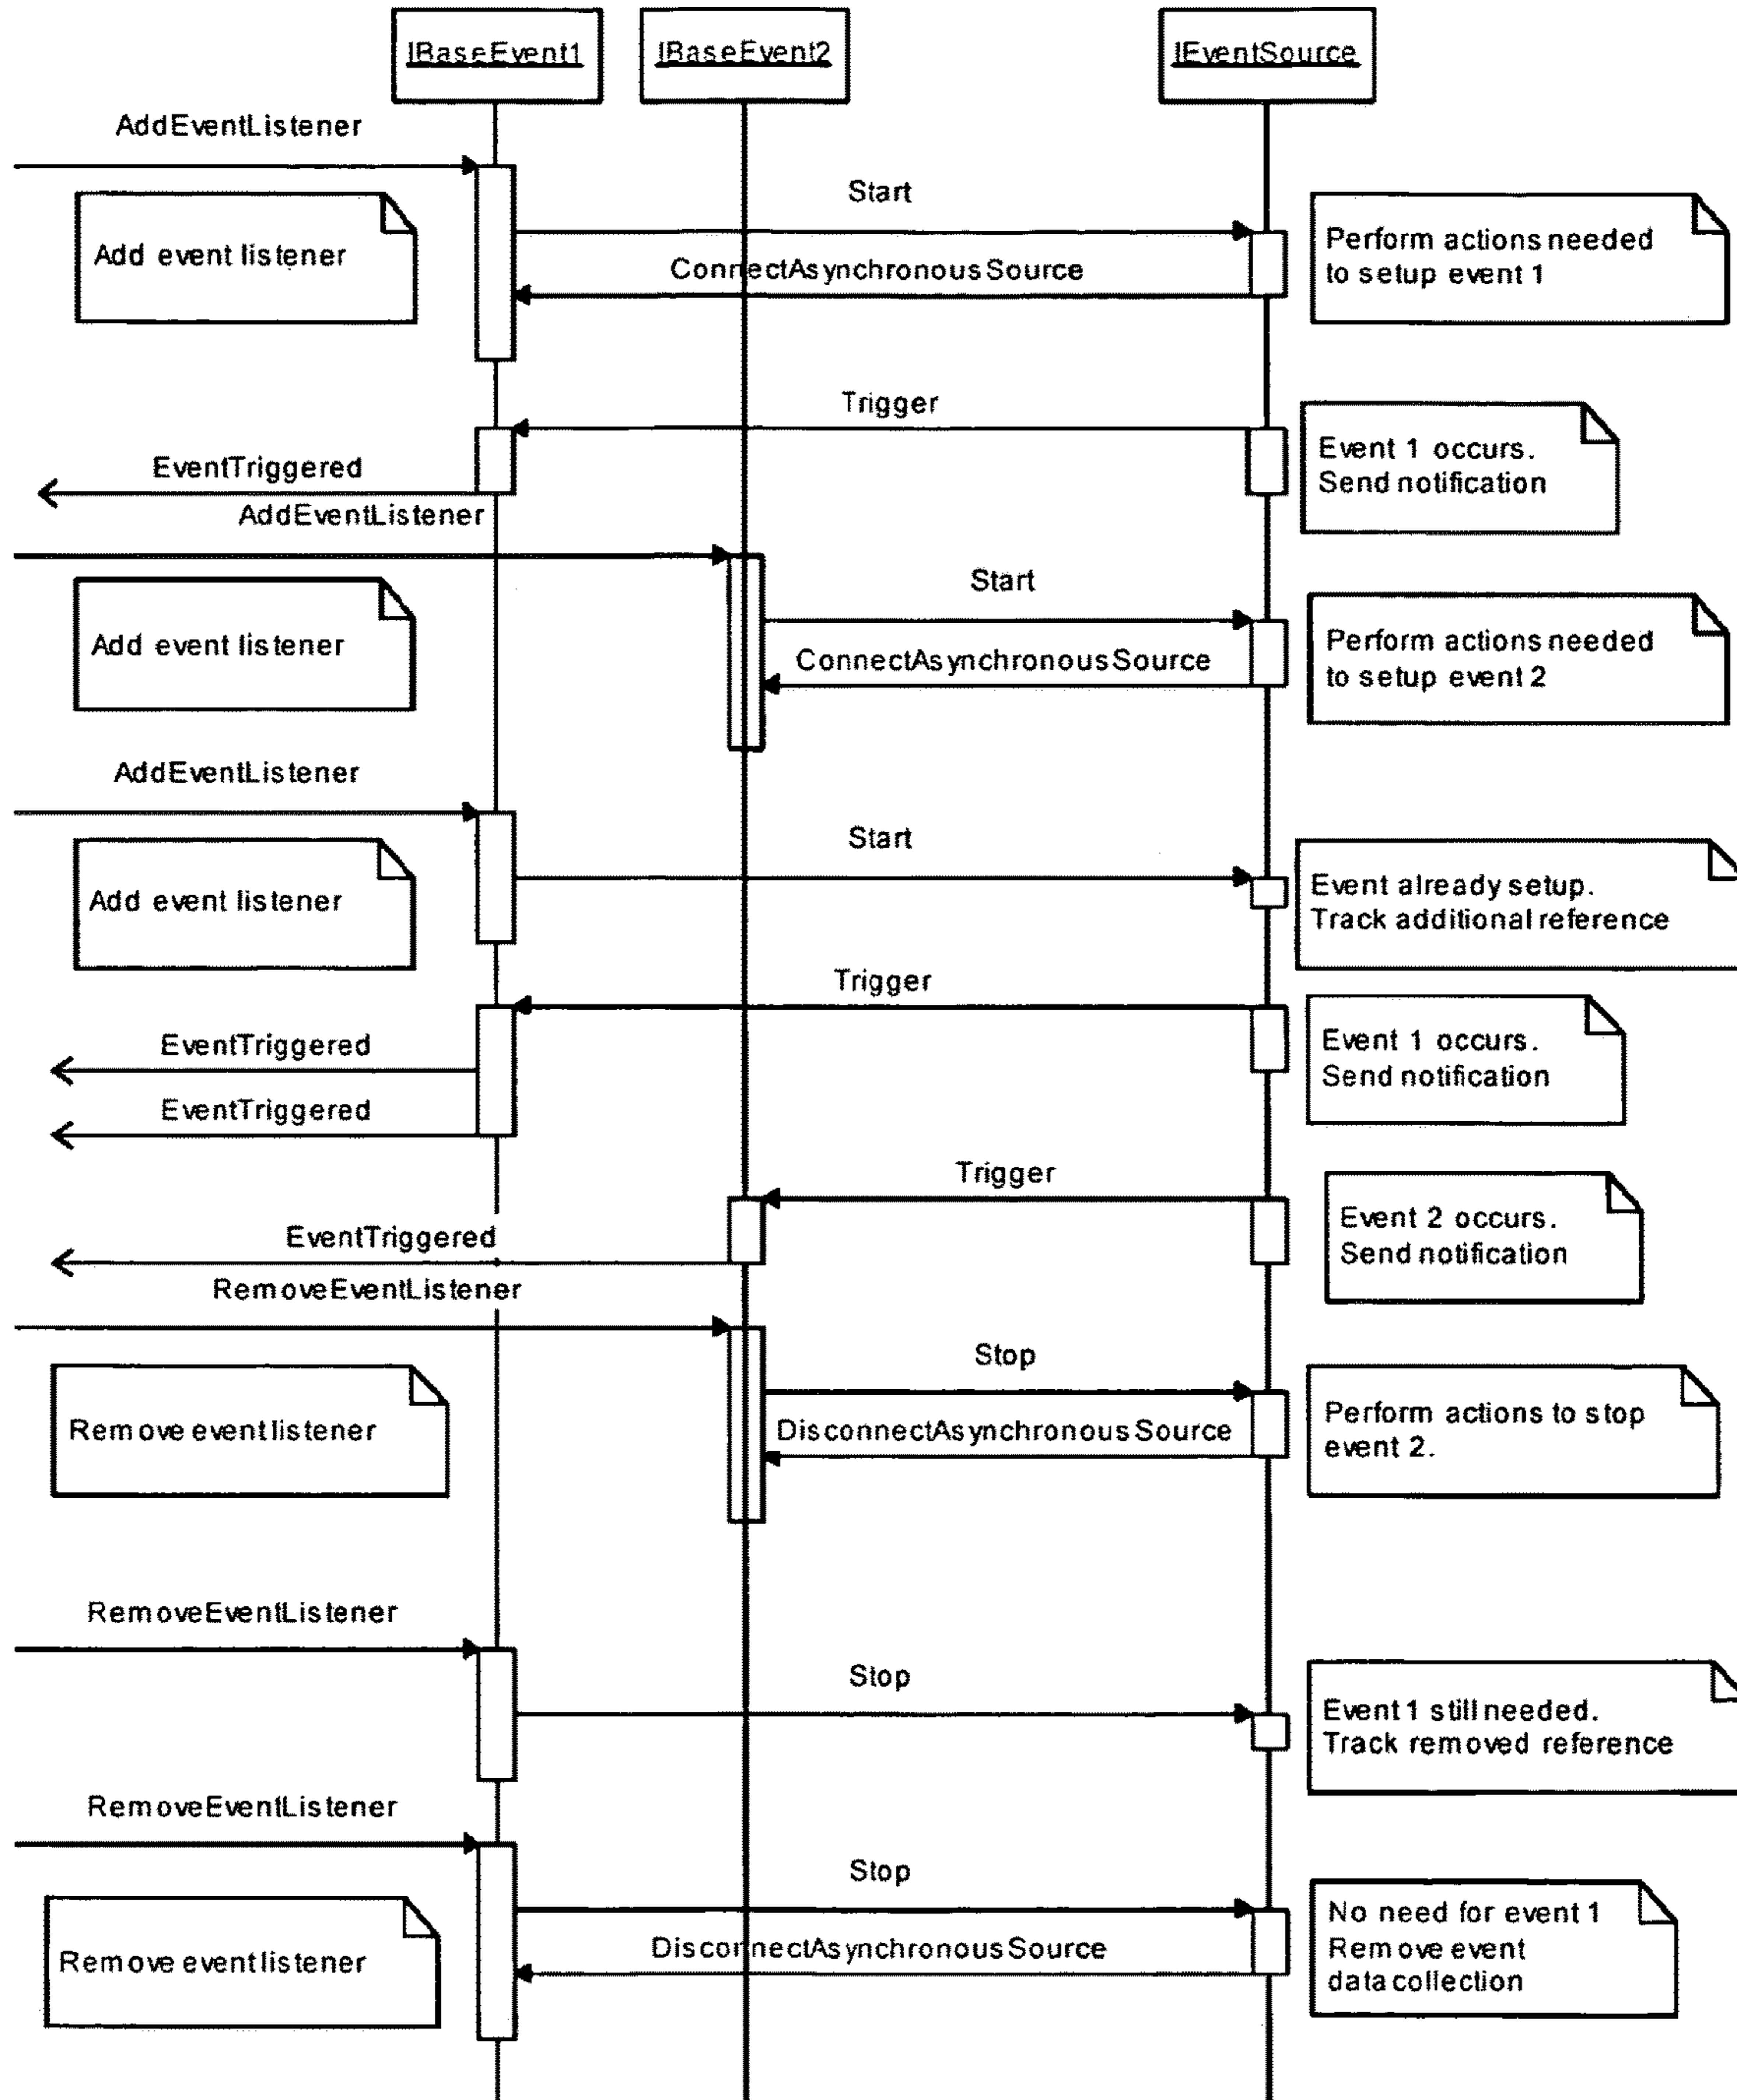 IBaseEvent1
IBaseEvent2
IEventSource
AddEventListener
Start
Add event listener
Perform actions needed
to setup event 1
ConnectAsynchronousSource
Trigger
Event 1 occurs.
Send notification
EventTriggered
AddEventListener
Start
Add event listener
Perform actions needed
to setup event 2
ConnectAsynchronousSource
AddEventListener
Start
Add event listener
Event already setup.
Track additional reference
Trigger
Event 1 occurs.
Send notification
EventTriggered
EventTriggered
Trigger
Event 2 occurs.
Send notification
EventTriggered
RemoveEventListener
Stop
Remove event listener
Perform actions to stop
event 2.
DisconnectAsynchronousSource
RemoveEventListener
Stop
Event 1 still needed.
Track removed reference
RemoveEventListener
Stop
Remove event listener
No need for event 1
Remove event
data collection
DisconnectAsynchronousSource